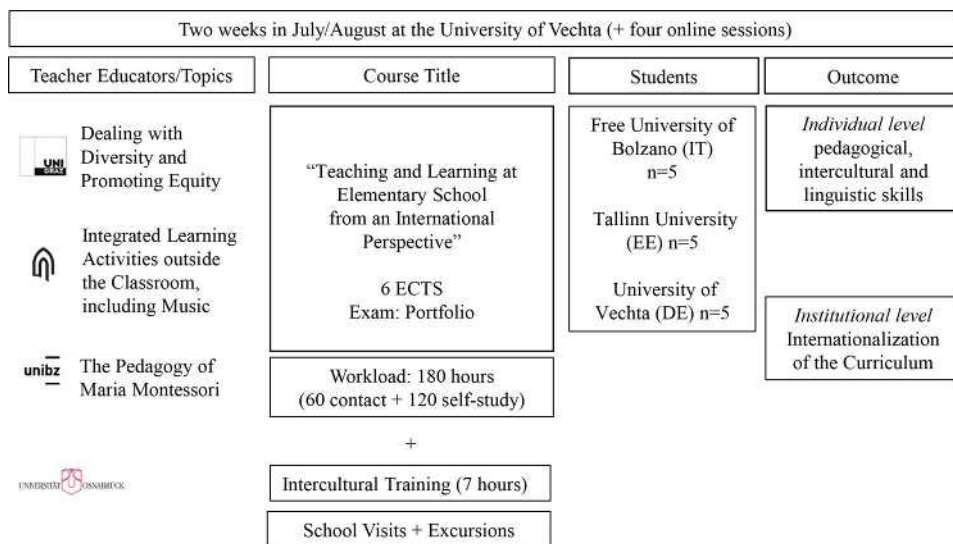 Two weeks in July/August at the University of Vechta (+ four online sessions)
Teacher Educators/Topics
Course Title
Students
Outcome
UNI
GRAZ
Dealing with
Diversity and
Promoting Equity
Integrated Learning
Activities outside
the Classroom,
including Music
unibz
The Pedagogy of
Maria Montessori
UNIVERSITÄT OSNABRÜCK
“Teaching and Learning at
Elementary School
from an International
Perspective”
6 ECTS
Exam: Portfolio
Workload: 180 hours
(60 contact + 120 self-study)
+
Intercultural Training (7 hours)
School Visits + Excursions
Free University of
Bolzano (IT)
n=5
Tallinn University
(EE) n=5
University of
Vechta (DE) n=5
Individual level
pedagogical,
intercultural and
linguistic skills
Institutional level
Internationalization
of the Curriculum